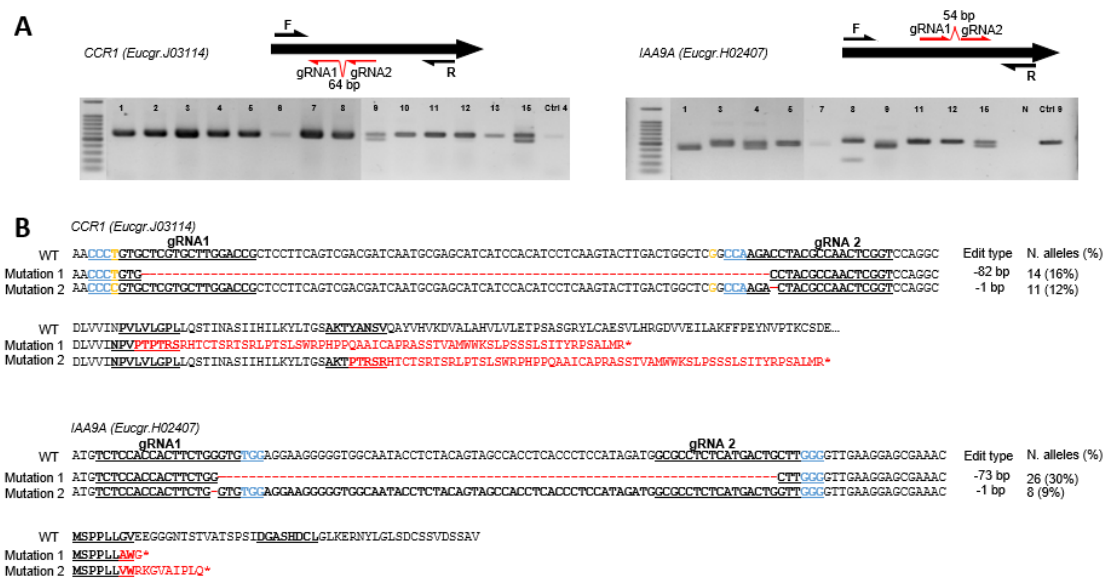 A
CCR1 (Eucgr.J03114)
F
gRNA1 gRNA2
64 bp
R
1 2 3 4 5 6 7 8 9 10 11 12 13 15 Ctrl 4
IAA9A (Eucgr.H02407)
F
54 bp
gRNA1 gRNA2
R
1 3 4 5 7 8 9 11 12 15 N Ctrl 9
B
CCR1 (Eucgr.J03114)
gRNA1 gRNA 2
WT AACCCTGTGCTCGTGCTTGGACCGCTCCTTCAGTCGACGATCAATGCGAGCATCATCCACATCCTCAAGTACTTGACTGGCTCGGCCAAGACCTACGCCAACTCGGTCCAGGC Edit type N. alleles (%)
Mutation 1 AACCCTGTG------CCTACGCCAACTCGGTCCAGGC -82 bp 14 (16%)
Mutation 2 AACCCCGTGCTCGTGCTTGGACCGCTCCTTCAGTCGACGATCAATGCGAGCATCATCCACATCCTCAAGTACTTGACTGGCTCGGCCAAGA-CTACGCCAACTCGGTCCAGGC -1 bp 11 (12%)
WT DLVVINPVLVLGPLLQSTINASIIHILKYLTGSAKTYANSVQAYVHVKDVALAHVLVLETPSASGRYLCAESVLHRGDVVEILAKFFPEYNVPTKCSDE...
Mutation 1 DLVVINPVPTPTRSRHTCTSRTSRLPTSLSWRPHPPQAAICAPRASSTVAMWWKSLPSSSSLSITYRPSALMR*
Mutation 2 DLVVINPVLVLGPLLQSTINASIIHILKYLTGSAKTPTRSRHTCTSRTSRLPTSLSWRPHPPQAAICAPRASSTVAMWWKSLPSSSSLSITYRPSALMR*
IAA9A (Eucgr.H02407)
gRNA1 gRNA 2
WT ATGTCTCCACCACTTCTGGGTGTGGAGGAAGGGGGTGGCAATACCTCTACAGTAGCCACCTCACCCTCCATAGATGGCGCCTCTCATGACTGCTTGGGGTTGAAGGAGCGAAAC Edit type N. alleles (%)
Mutation 1 ATGTCTCCACCACTTCTGG------CTTGGGGTTGAAGGAGCGAAAC -73 bp 26 (30%)
Mutation 2 ATGTCTCCACCACTTCTG-GTGTGGAGGAAGGGGGTGGCAATACCTCTACAGTAGCCACCTCACCCTCCATAGATGGCGCCTCTCATGACTGGTTGGGGTTGAAGGAGCGAAAC -1 bp 8 (9%)
WT MSPPLLGVEEGGGNTSTVATSPSIDGASHDCLGLKERNYLGLSDCSSVDSSAV
Mutation 1 MSPPLLAWG*
Mutation 2 MSPPLLVWRKGVAIPLQ*